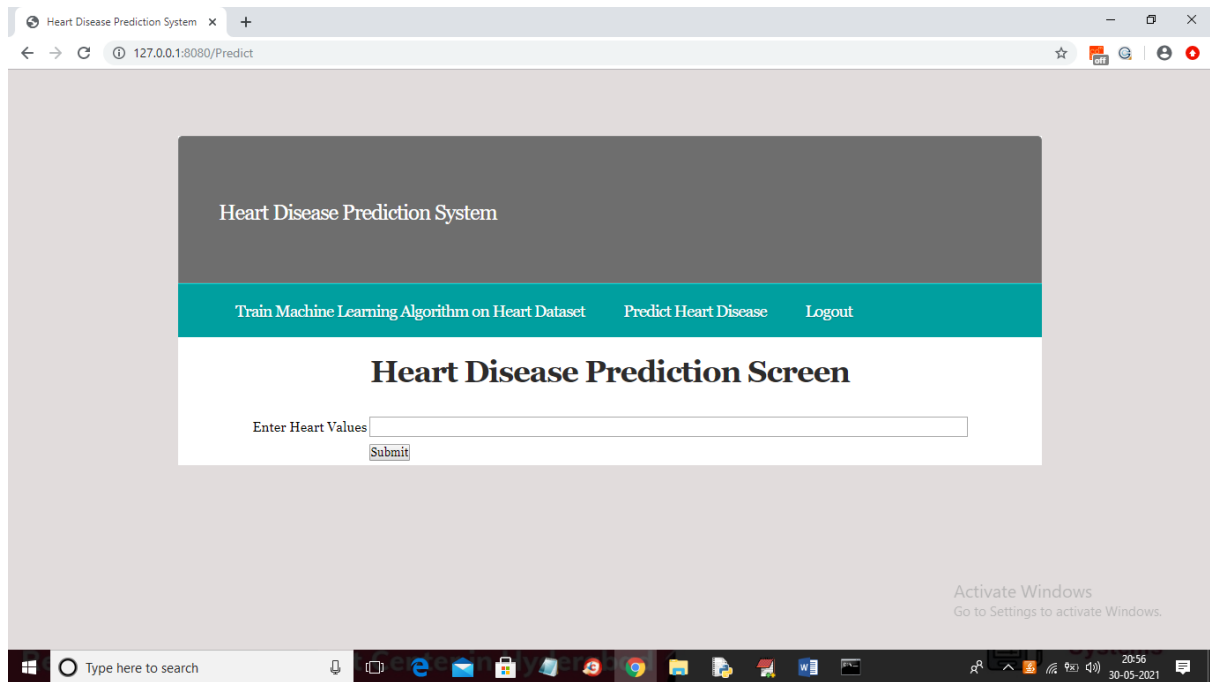 Heart Disease Prediction System
127.0.0.1:8080/Predict
off
Heart Disease Prediction System
Train Machine Learning Algorithm on Heart Dataset Predict Heart Disease Logout
Heart Disease Prediction Screen
Enter Heart Values
Submit
Activate Windows
Go to Settings to activate Windows.
Type here to search
20:56
30-05-2021